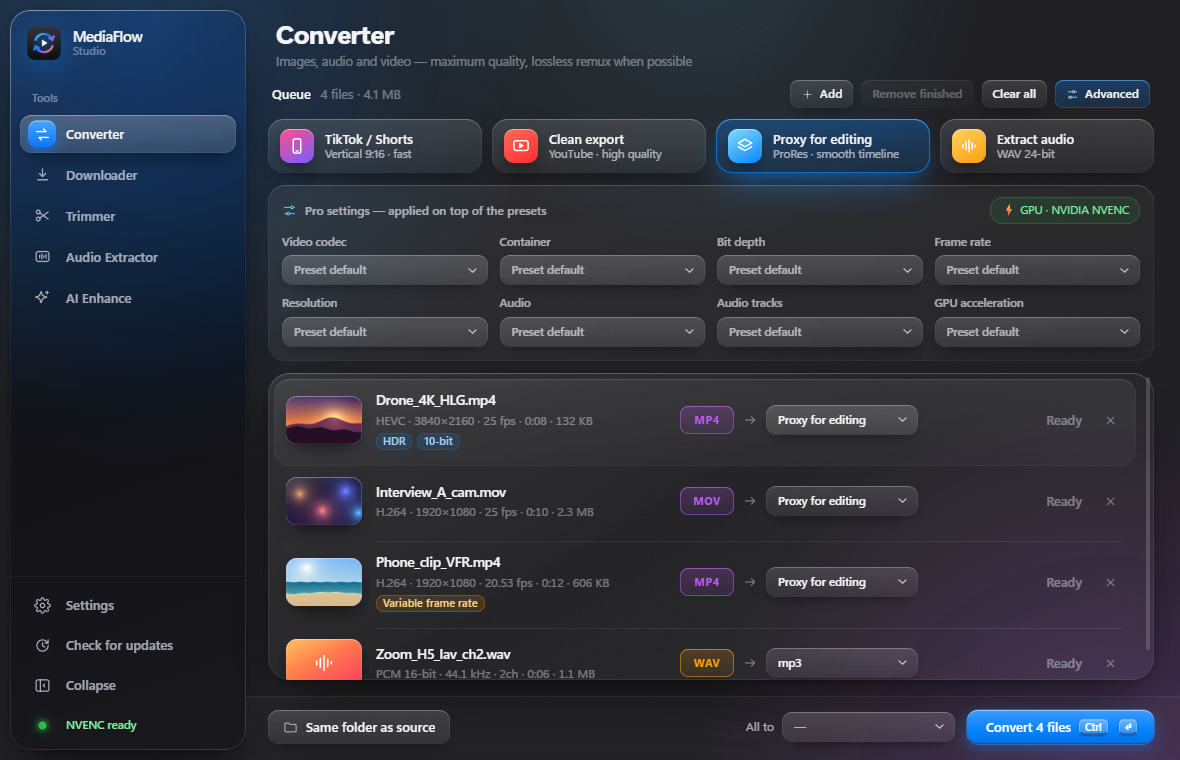 MediaFlow
Studio
Tools
Converter
Downloader
Trimmer
Audio Extractor
AI Enhance
Settings
Check for updates
Collapse
NVENC ready
Converter
Images, audio and video — maximum quality, lossless remux when possible
Queue 4 files · 4.1 MB
Add
Remove finished
Clear all
Advanced
TikTok / Shorts
Vertical 9:16 · fast
Clean export
YouTube · high quality
Proxy for editing
ProRes · smooth timeline
Extract audio
WAV 24-bit
Pro settings — applied on top of the presets
GPU · NVIDIA NVENC
Video codec
Container
Bit depth
Frame rate
Preset default
Preset default
Preset default
Preset default
Resolution
Audio
Audio tracks
GPU acceleration
Preset default
Preset default
Preset default
Preset default
Drone_4K_HLG.mp4
HEVC · 3840×2160 · 25 fps · 0:08 · 132 KB
HDR
10-bit
MP4
Proxy for editing
Ready
Interview_A_cam.mov
H.264 · 1920×1080 · 25 fps · 0:10 · 2.3 MB
MOV
Proxy for editing
Ready
Phone_clip_VFR.mp4
H.264 · 1920×1080 · 20.53 fps · 0:12 · 606 KB
Variable frame rate
MP4
Proxy for editing
Ready
Zoom_H5_lav_ch2.wav
PCM 16-bit · 44.1 kHz · 2ch · 0:06 · 1.1 MB
WAV
mp3
Ready
Same folder as source
All to
—
Convert 4 files Ctrl ⏎